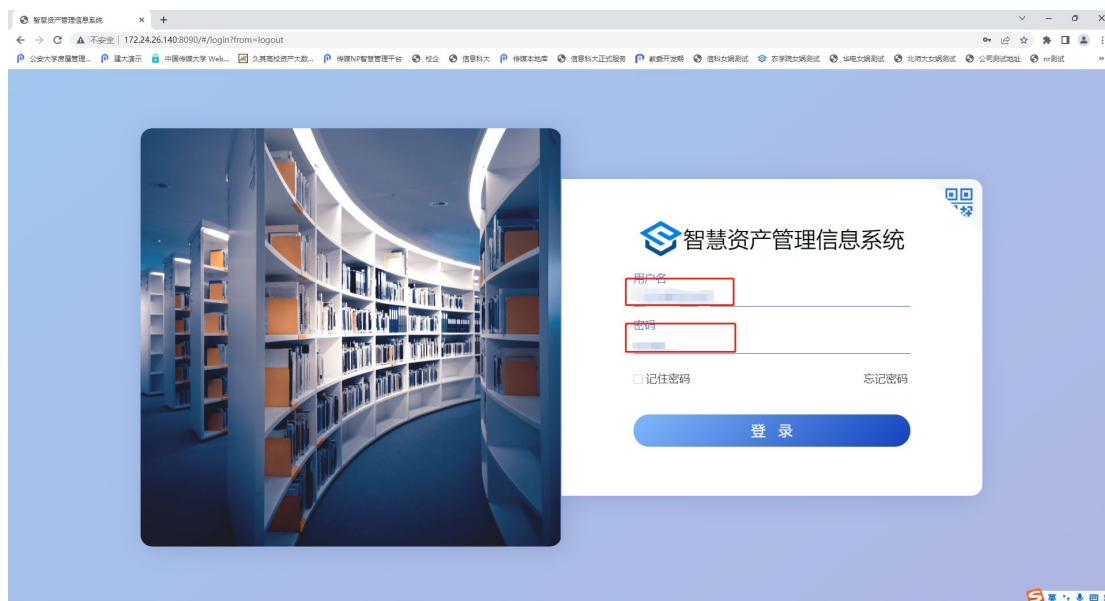 智慧资产管理信息系统
不安全 172.24.26.140:8090/#/login?from=logout
公安大学房屋管理...
建大演示
中国传媒大学 Web...
久其高校资产大数...
传媒NP智慧管理平台
校企
信息科大
传媒本地库
信息科大正式服务
教委开发期
信科女娲测试
农学院女娲测试
华电女娲测试
北师大女娲测试
公司测试地址
nr测试
智慧资产管理信息系统
用户名
密码
记住密码
忘记密码
登 录
英